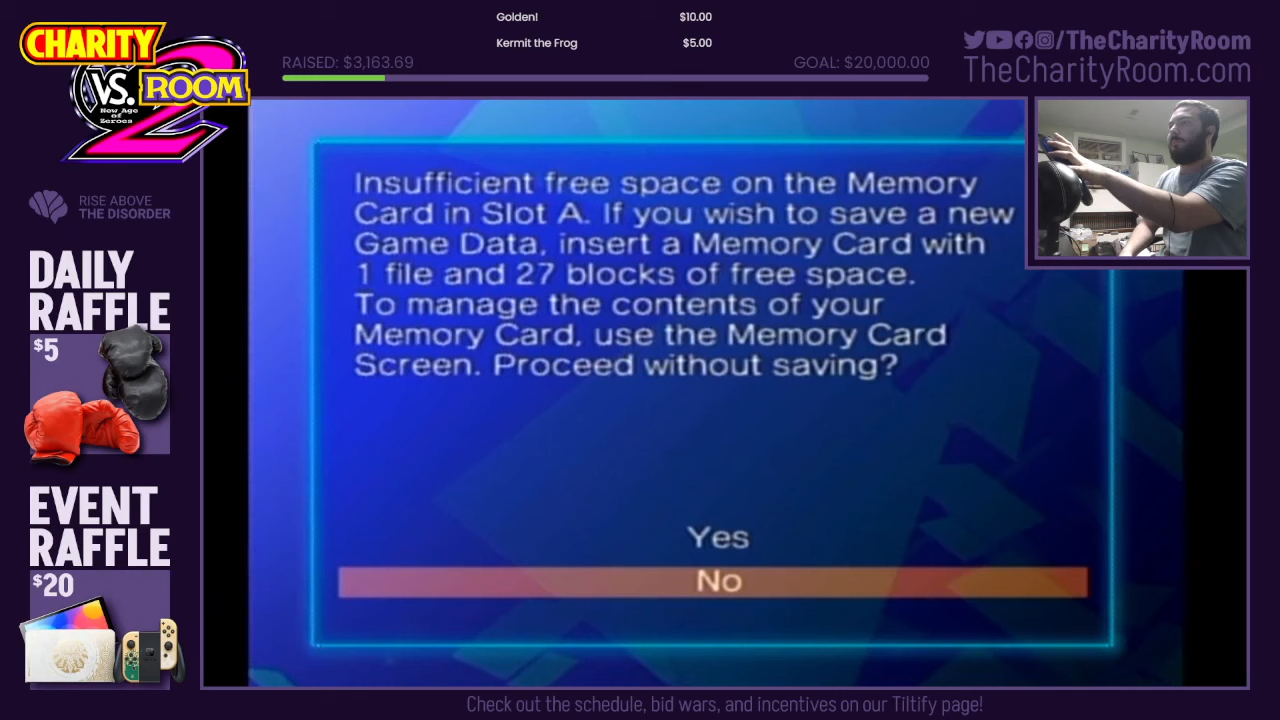 CHARITY
VS. ROOM
New Age
of
Zeroes
2
Golden! $10.00
Kermit the Frog $5.00
RAISED: $3,163.69 GOAL: $20,000.00
/TheCharityRoom
TheCharityRoom.com
RISE ABOVE
THE DISORDER
DAILY
RAFFLE
$5
EVENT
RAFFLE
$20
Insufficient free space on the Memory
Card in Slot A. If you wish to save a new
Game Data, insert a Memory Card with
1 file and 27 blocks of free space.
To manage the contents of your
Memory Card, use the Memory Card
Screen. Proceed without saving?
Yes
No
Check out the schedule, bid wars, and incentives on our Tiltify page!